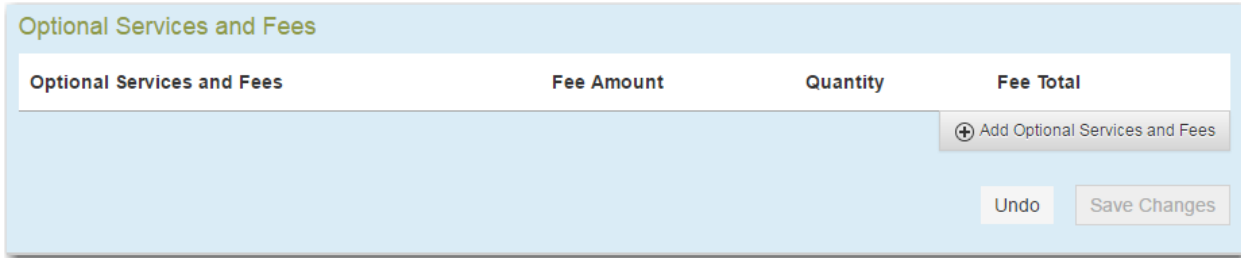 Optional Services and Fees
Optional Services and Fees Fee Amount Quantity Fee Total
Add Optional Services and Fees
Undo Save Changes